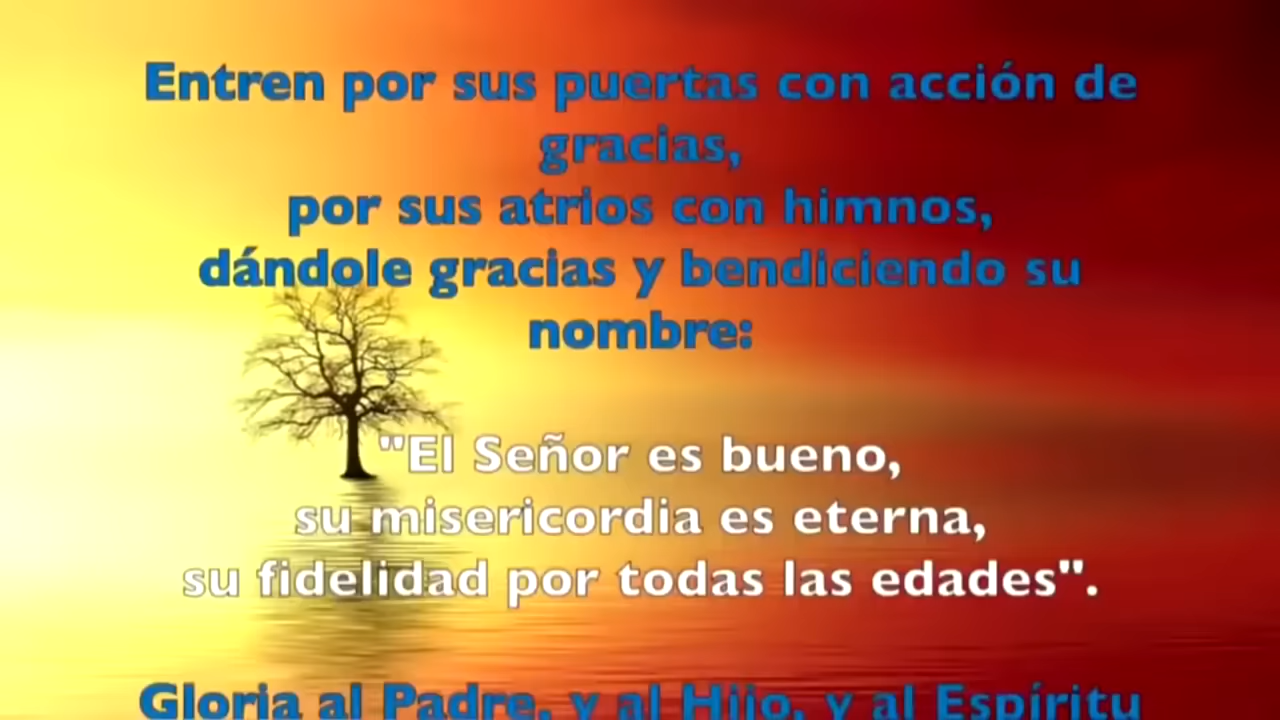 Entren por sus puertas con acción de
gracias,
por sus atrios con himnos,
dándole gracias y bendiciendo su
nombre:
"El Señor es bueno,
su misericordia es eterna,
su fidelidad por todas las edades".
Gloria al Padre, y al Hijo, y al Espíritu